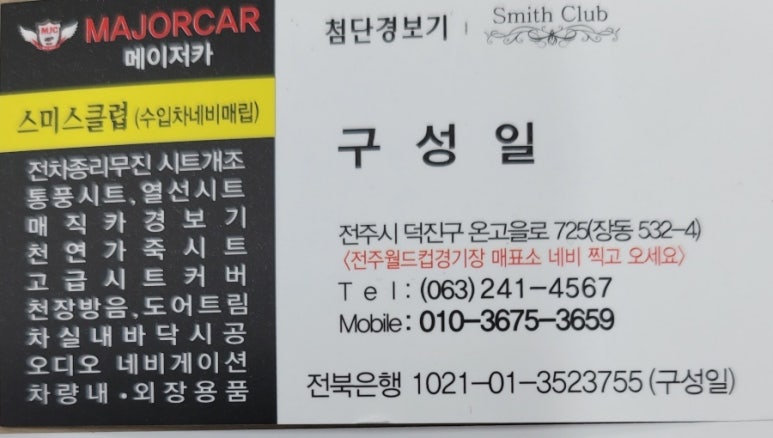 MJC
MAJORCAR
메이저카
스미스클럽 (수입차네비매립)
전차종리무진 시트개조
통풍시트, 열선시트
매직카경보기
천연가죽시트
고급시트커버
천장방음, 도어트림
차실내바닥시공
오디오 네비게이션
차량내·외장용품
첨단경보기 | Smith Club
구성일
전주시 덕진구 온고을로 725(장동 532-4)
<전주월드컵경기장 매표소 네비 찍고 오세요>
Tel: (063) 241-4567
Mobile: 010-3675-3659
전북은행 1021-01-3523755 (구성일)